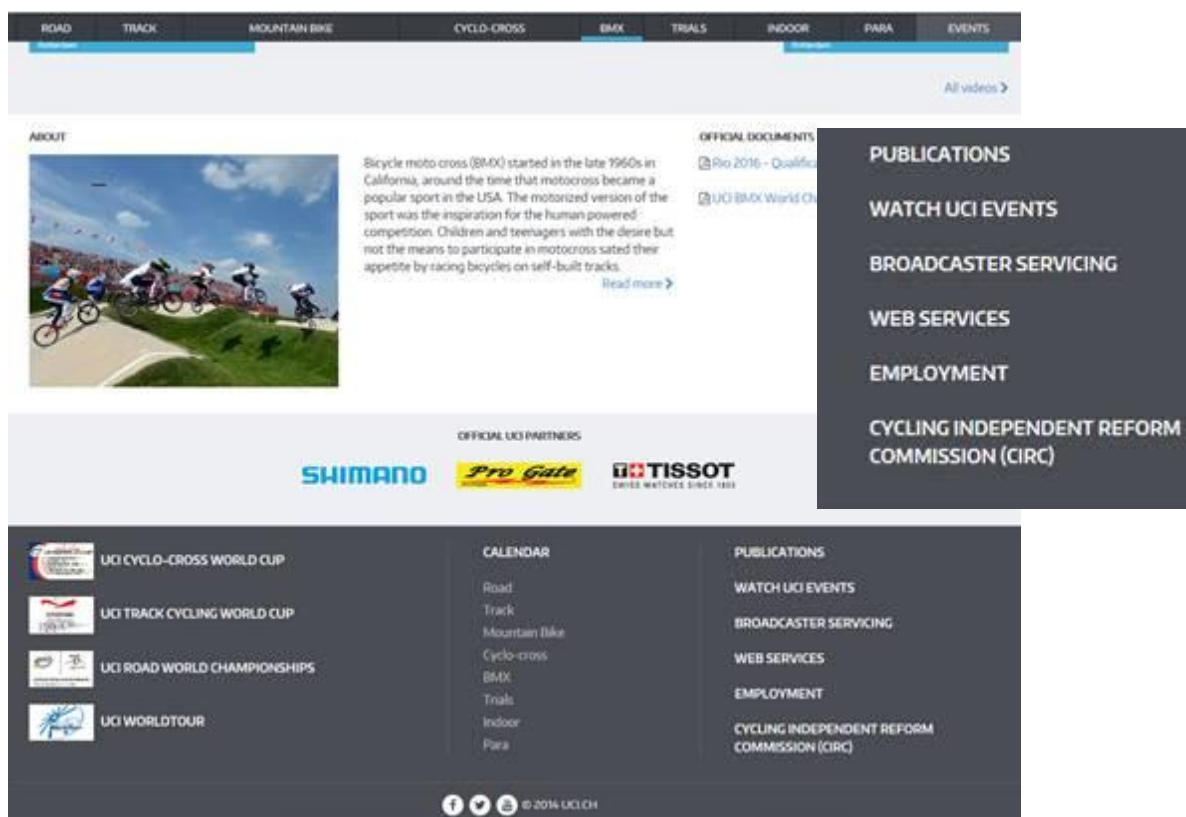 ROAD TRACK MOUNTAIN BIKE CYCLO-CROSS BMX TRIALS INDOOR PARA EVENTS
Rotterdam Rotterdam
All videos
ABOUT
Bicycle moto cross (BMX) started in the late 1960s in
California, around the time that motocross became a
popular sport in the USA. The motorized version of the
sport was the inspiration for the human powered
competition. Children and teenagers with the desire but
not the means to participate in motocross sated their
appetite by racing bicycles on self-built tracks.
Read more
OFFICIAL DOCUMENTS
Rio 2016 - Qualifica
UCI BMX World Ch
PUBLICATIONS
WATCH UCI EVENTS
BROADCASTER SERVICING
WEB SERVICES
EMPLOYMENT
CYCLING INDEPENDENT REFORM
COMMISSION (CIRC)
OFFICIAL UCI PARTNERS
SHIMANO Pro Gate TISSOT
SWISS WATCHES SINCE 1853
UCI CYCLO-CROSS WORLD CUP
UCI TRACK CYCLING WORLD CUP
UCI ROAD WORLD CHAMPIONSHIPS
UCI WORLDTOUR
CALENDAR
Road
Track
Mountain Bike
Cyclo-cross
BMX
Trials
Indoor
Para
PUBLICATIONS
WATCH UCI EVENTS
BROADCASTER SERVICING
WEB SERVICES
EMPLOYMENT
CYCLING INDEPENDENT REFORM
COMMISSION (CIRC)
© 2014 UCI.CH